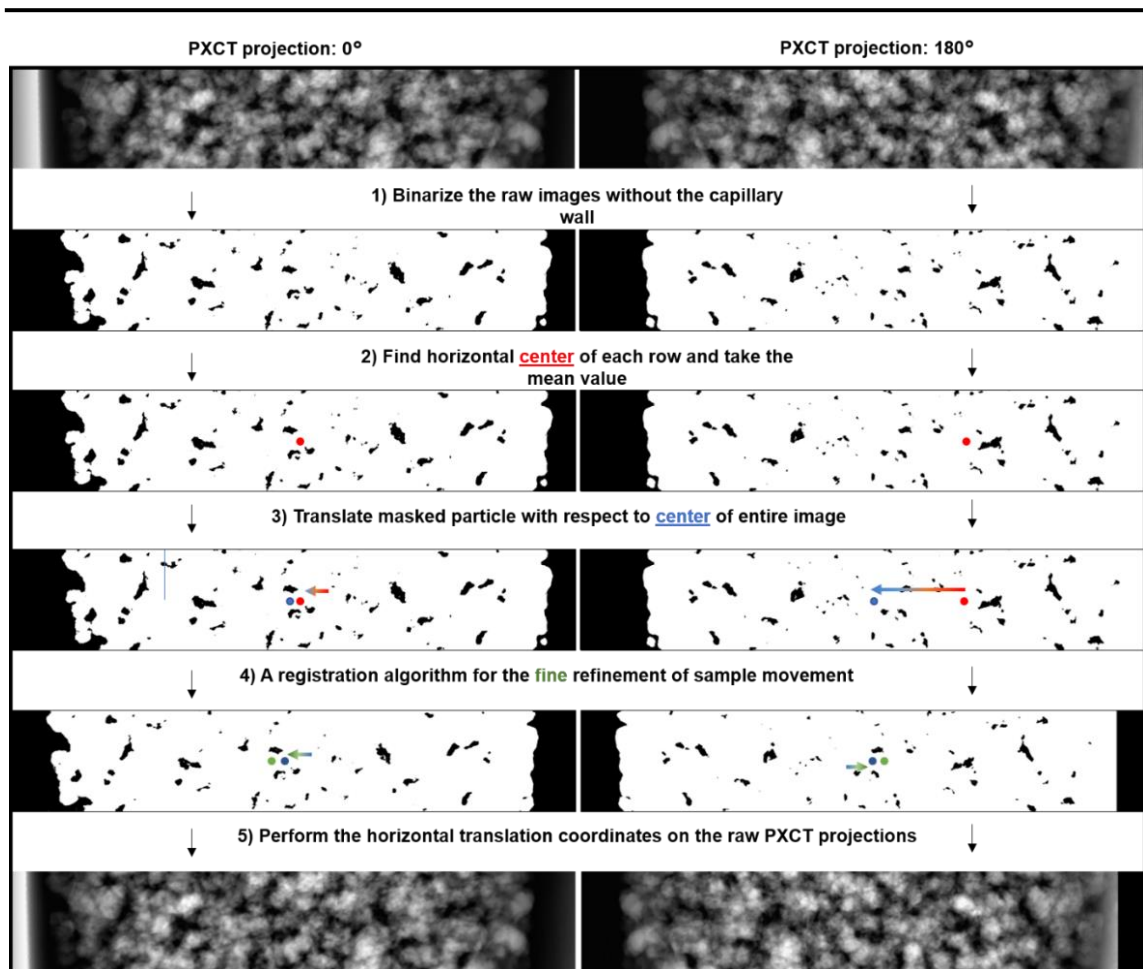 PXCT projection: 0°
PXCT projection: 180°
1) Binarize the raw images without the capillary
wall
2) Find horizontal center of each row and take the
mean value
3) Translate masked particle with respect to center of entire image
4) A registration algorithm for the fine refinement of sample movement
5) Perform the horizontal translation coordinates on the raw PXCT projections